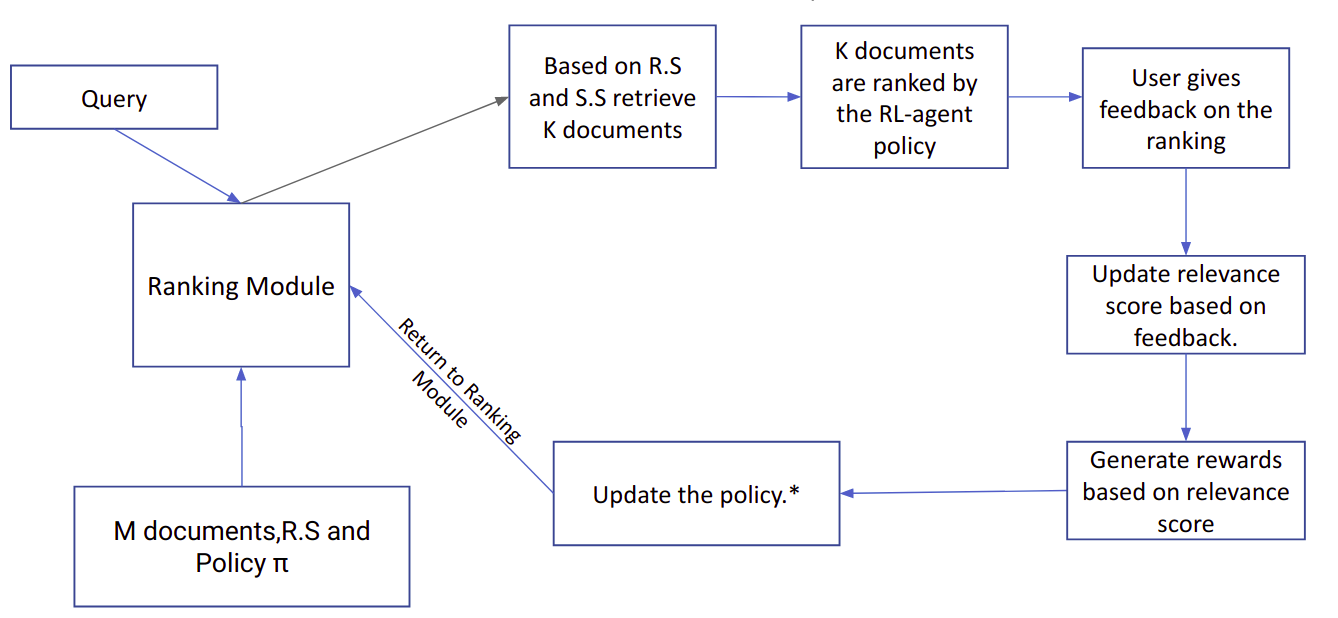 Query
Ranking Module
M documents,R.S and
Policy π
Based on R.S
and S.S retrieve
K documents
K documents
are ranked by
the RL-agent
policy
User gives
feedback on the
ranking
Update relevance
score based on
feedback.
Generate rewards
based on relevance
score
Update the policy.*
Return to Ranking
Module